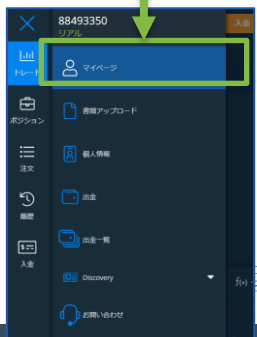 88493350
リアル
入金
トレード
マイページ
書類アップロード
ポジション
個人情報
注文
出金
履歴
出金一覧
入金
Discovery
f(x)
お問い合わせ